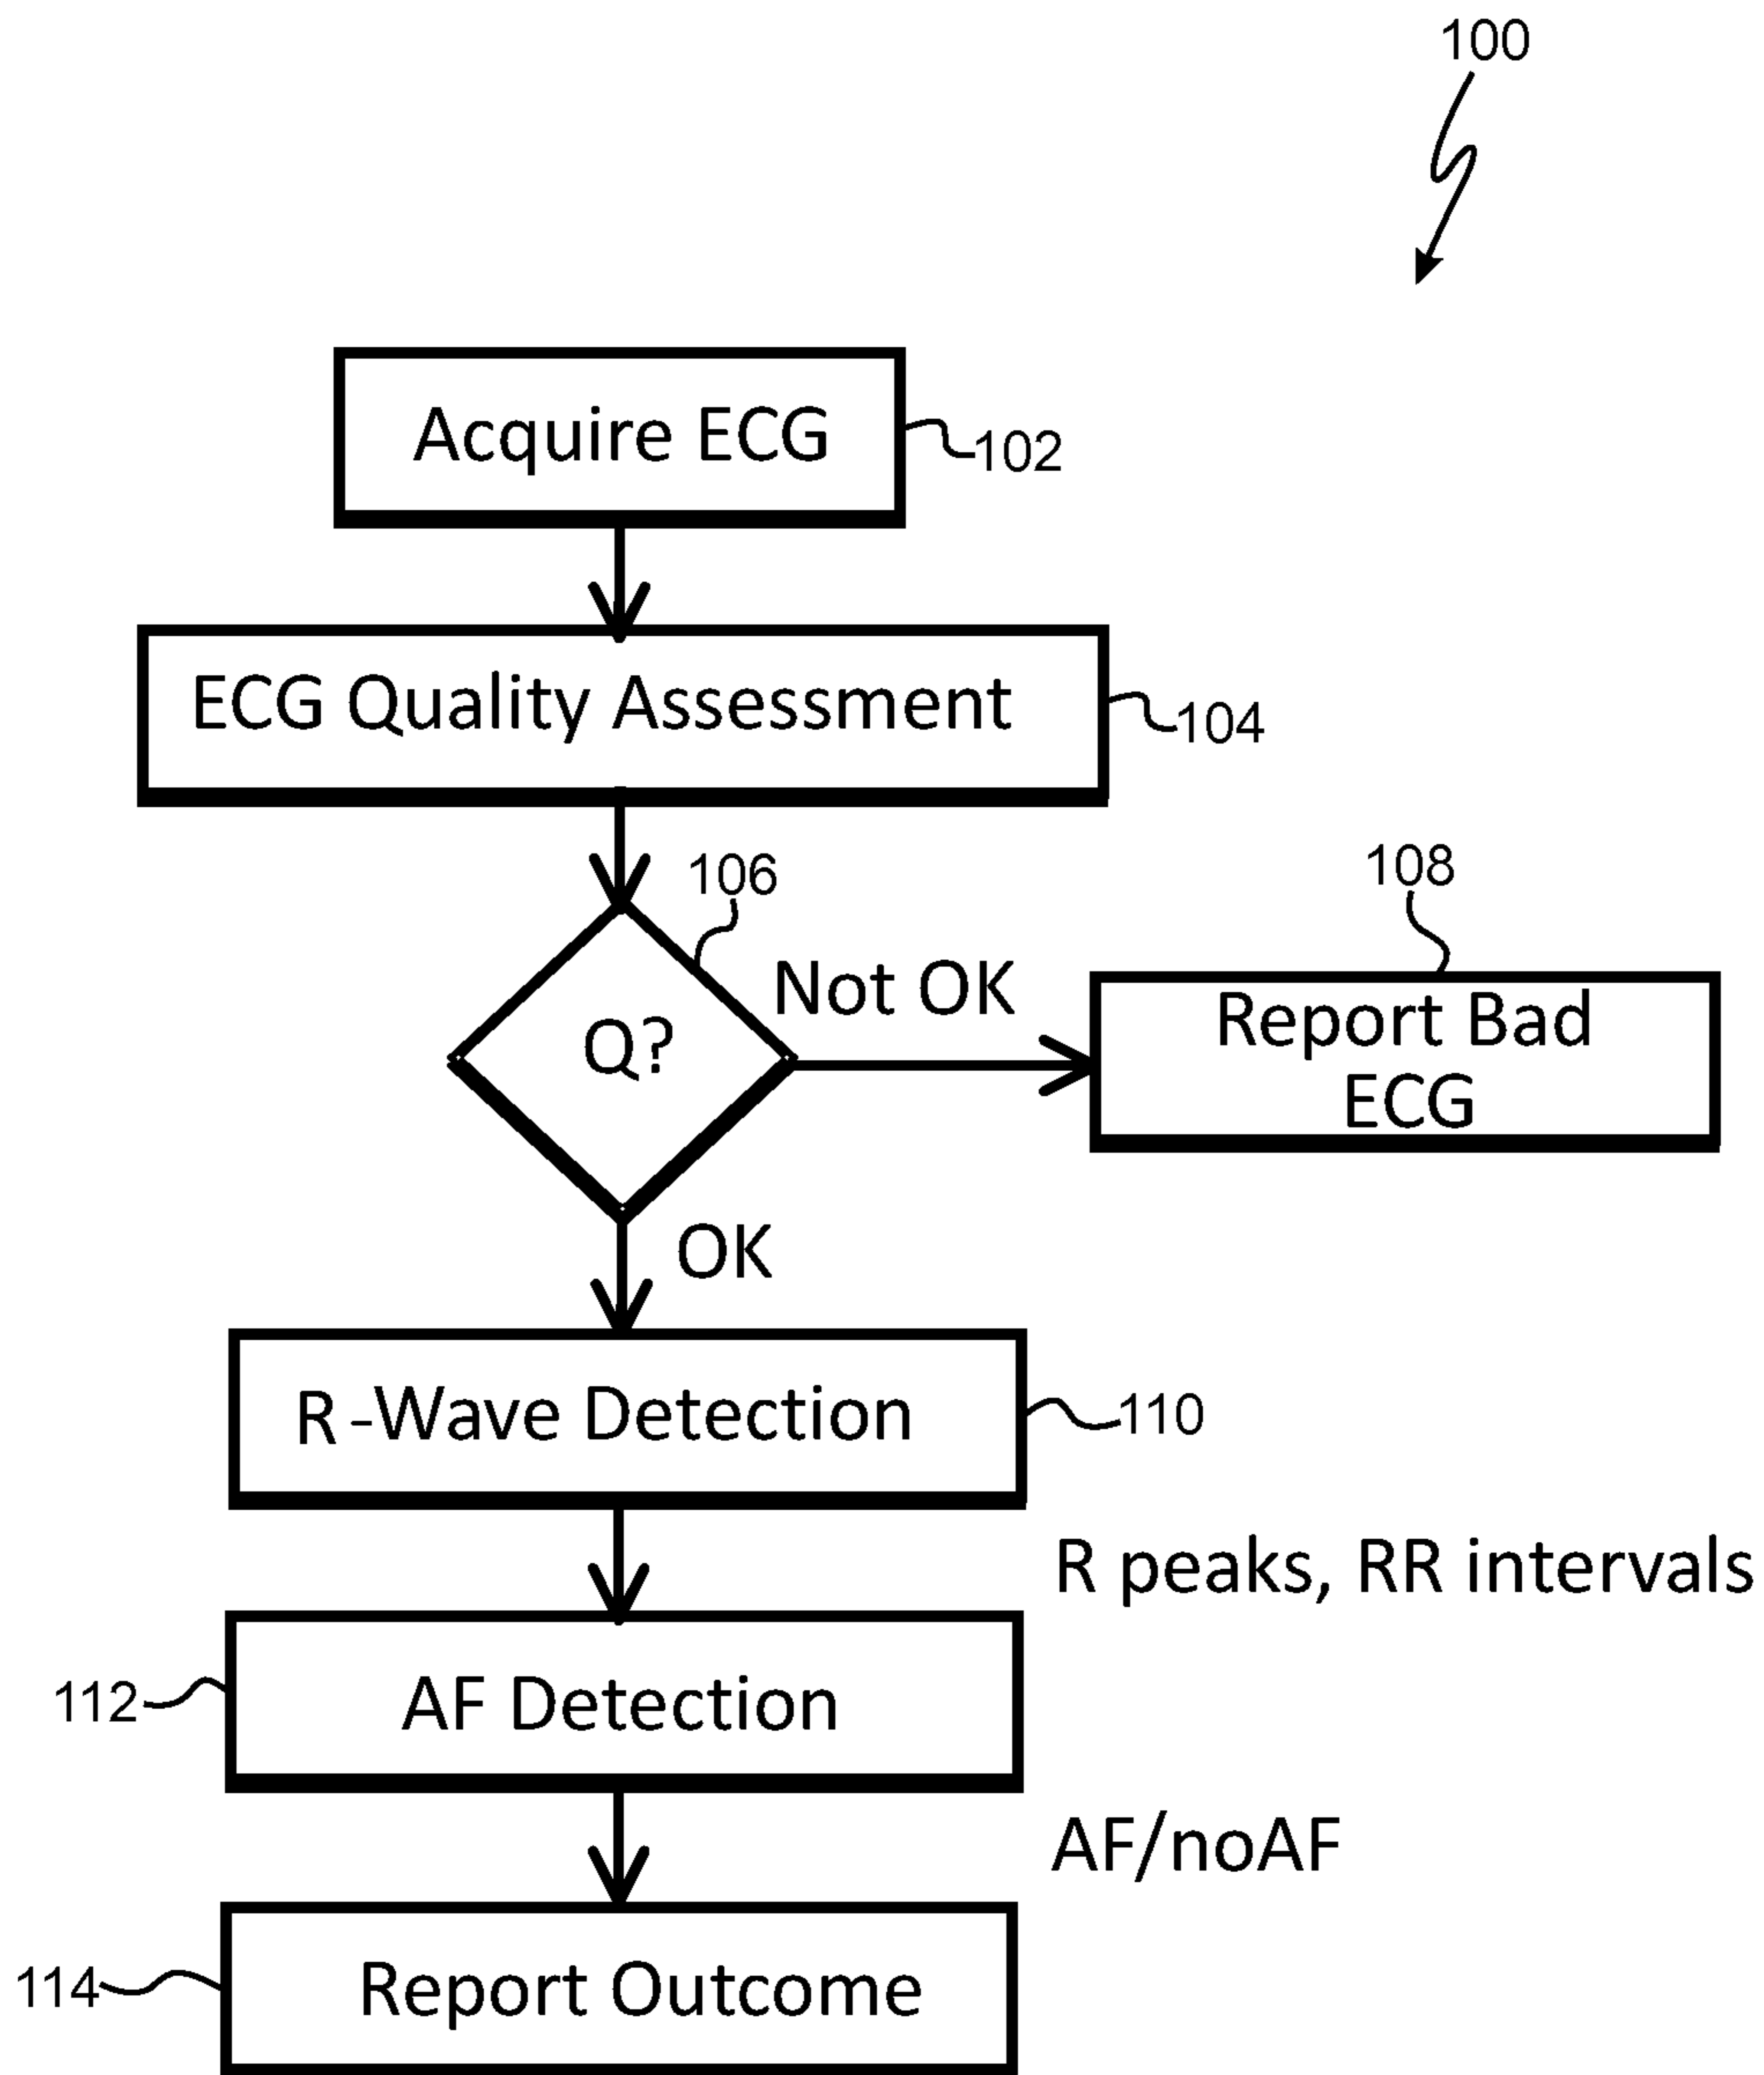 100
Acquire ECG
102
ECG Quality Assessment
104
106
108
Q?
Not OK
Report Bad
ECG
OK
R-Wave Detection
110
R peaks, RR intervals
112
AF Detection
AF/noAF
114
Report Outcome